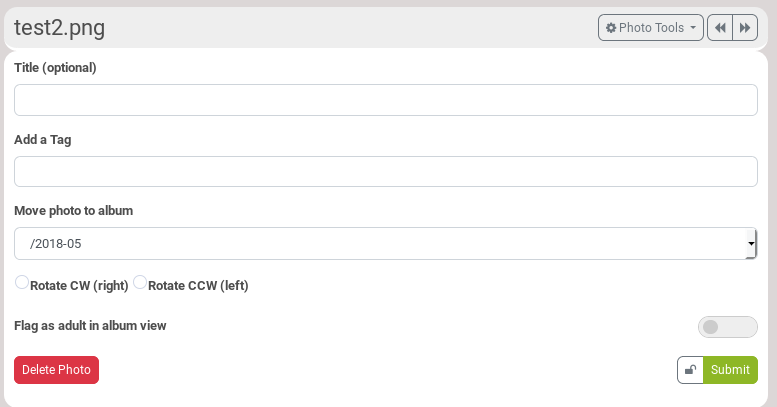 test2.png
Photo Tools
Title (optional)
Add a Tag
Move photo to album
/2018-05
Rotate CW (right) Rotate CCW (left)
Flag as adult in album view
Delete Photo
Submit